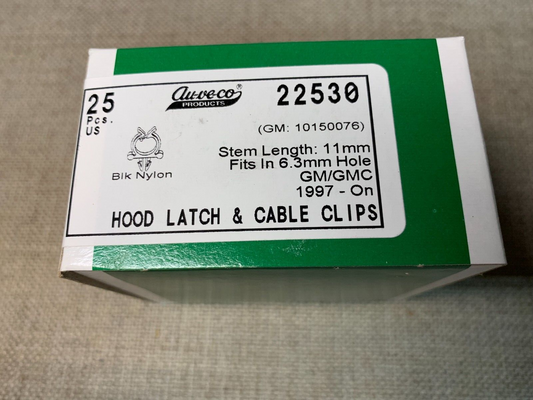 25
Pcs.
US
Au-ve-co®
PRODUCTS
22530
(GM: 10150076)
Stem Length: 11mm
Fits In 6.3mm Hole
GM/GMC
1997 - On
Blk Nylon
HOOD LATCH & CABLE CLIPS